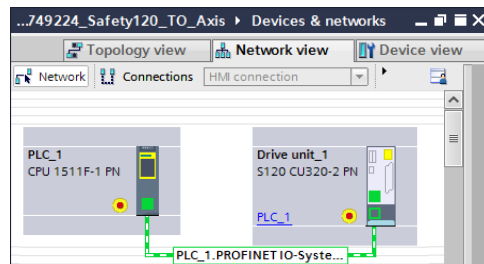 ...749224_Safety120_TO_Axis ▸ Devices & networks
Topology view Network view Device view
Network Connections HMI connection
PLC_1
CPU 1511F-1 PN
Drive unit_1
S120 CU320-2 PN
PLC_1
PLC_1.PROFINET IO-Syste...